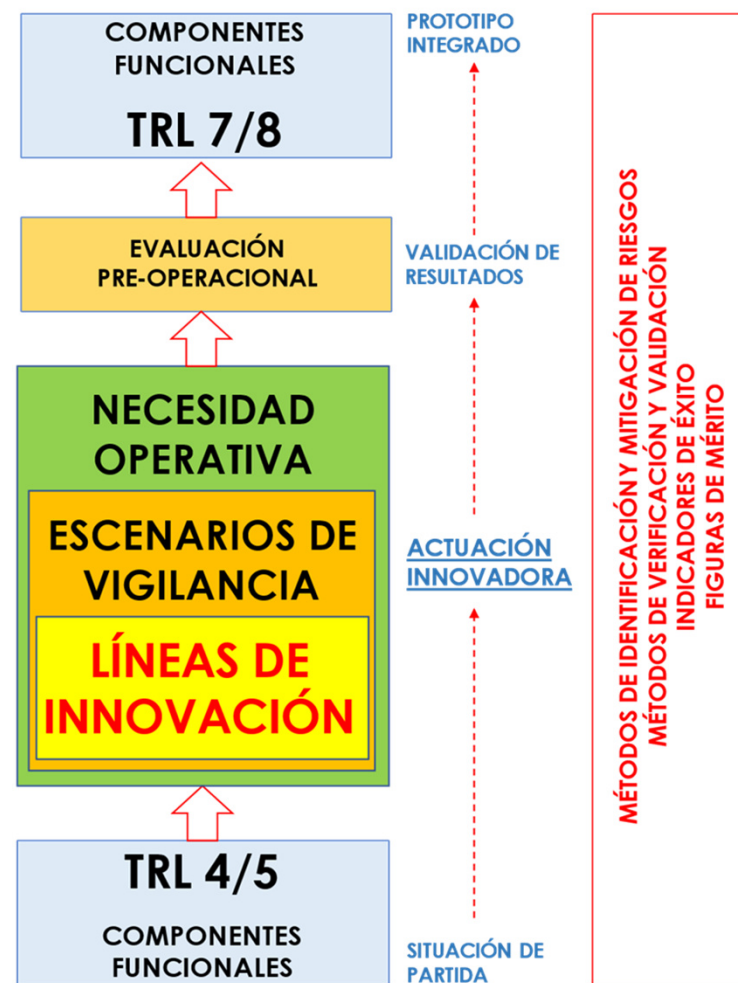 COMPONENTES
FUNCIONALES
TRL 7/8
PROTOTIPO
INTEGRADO
EVALUACIÓN
PRE-OPERACIONAL
VALIDACIÓN DE
RESULTADOS
NECESIDAD
OPERATIVA
ESCENARIOS DE
VIGILANCIA
LÍNEAS DE
INNOVACIÓN
ACTUACIÓN
INNOVADORA
TRL 4/5
COMPONENTES
FUNCIONALES
SITUACIÓN DE
PARTIDA
MÉTODOS DE IDENTIFICACIÓN Y MITIGACIÓN DE RIESGOS
MÉTODOS DE VERIFICACIÓN Y VALIDACIÓN
INDICADORES DE ÉXITO
FIGURAS DE MÉRITO